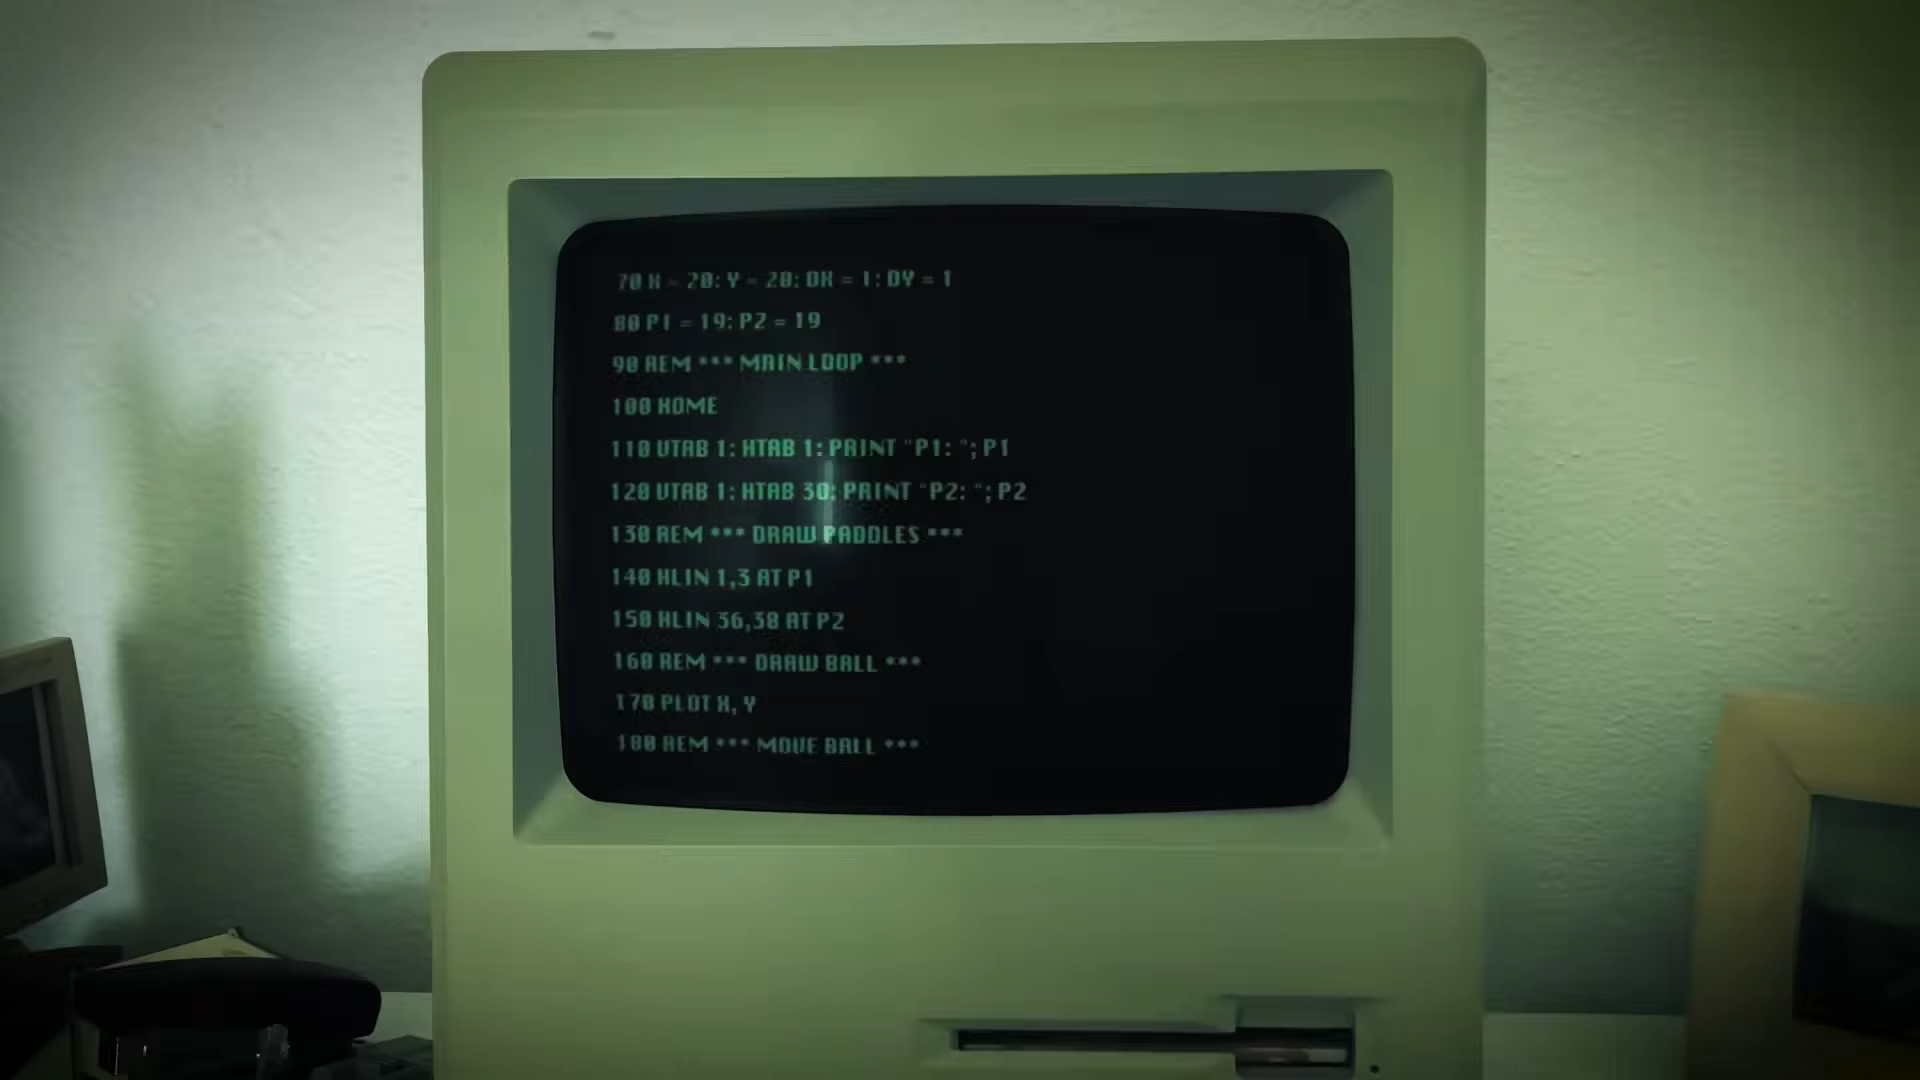 70 X = 20: Y = 20: DX = 1: DY = 1
80 P1 = 19: P2 = 19
90 REM *** MAIN LOOP ***
100 HOME
110 VTAB 1: HTAB 1: PRINT "P1: "; P1
120 VTAB 1: HTAB 30: PRINT "P2: "; P2
130 REM *** DRAW PADDLES ***
140 HLIN 1,3 AT P1
150 HLIN 36,38 AT P2
160 REM *** DRAW BALL ***
170 PLOT X, Y
180 REM *** MOVE BALL ***